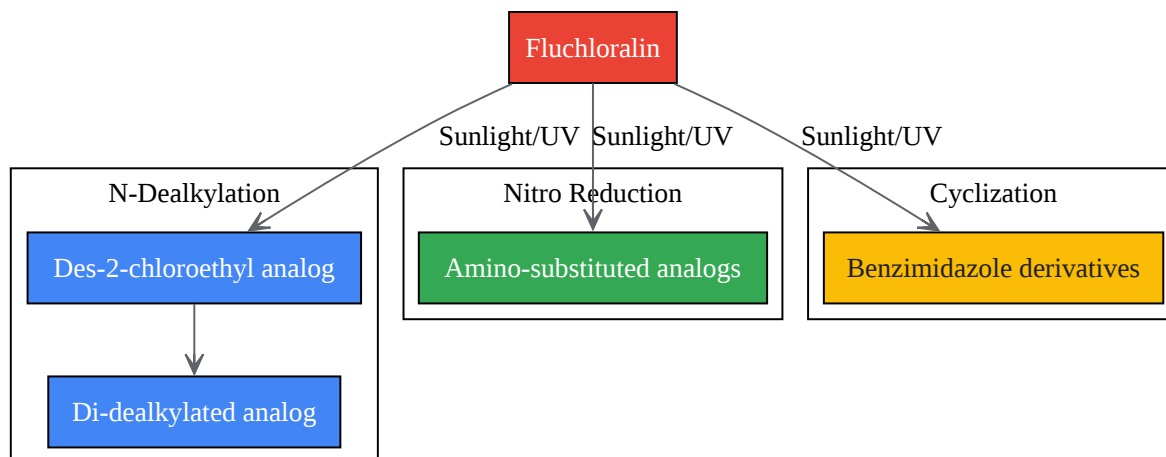 Fluchloralin
Sunlight/UV
Sunlight/UV
Sunlight/UV
N-Dealkylation
Nitro Reduction
Cyclization
Des-2-chloroethyl analog
Amino-substituted analogs
Benzimidazole derivatives
Di-dealkylated analog